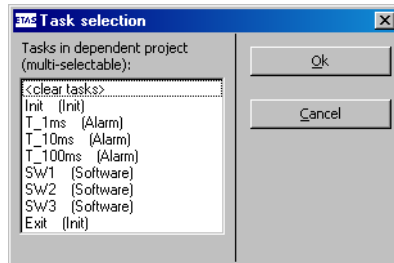 ETAS Task selection
Tasks in dependent project
(multi-selectable):
<clear tasks>
Init (Init)
T_1ms (Alarm)
T_10ms (Alarm)
T_100ms (Alarm)
SW1 (Software)
SW2 (Software)
SW3 (Software)
Exit (Init)
Ok
Cancel